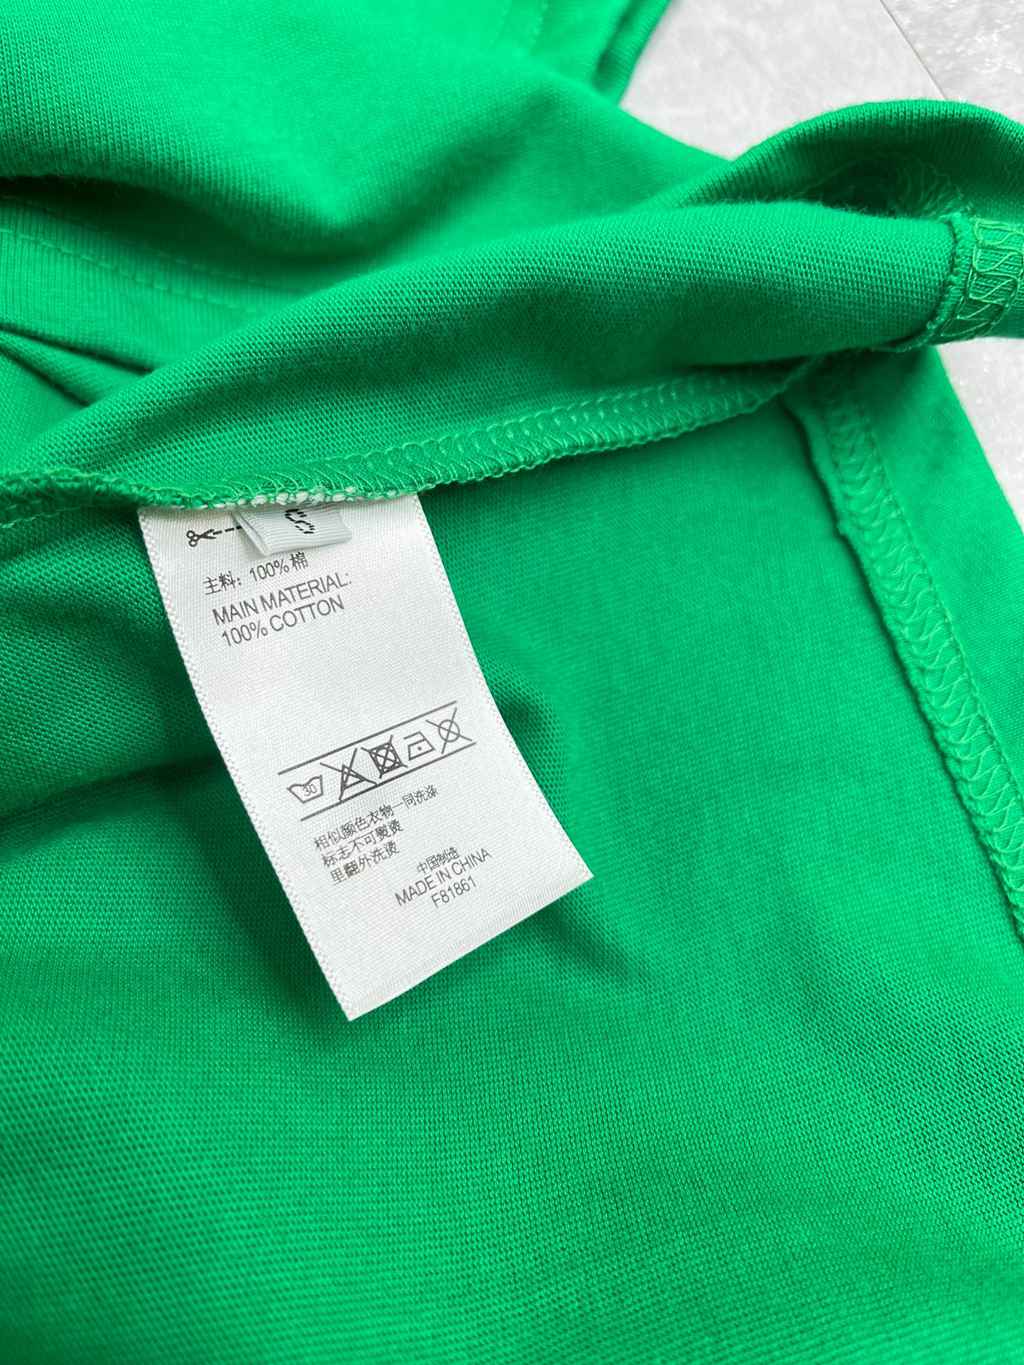 S
主料: 100%棉
MAIN MATERIAL:
100% COTTON
30
相似颜色衣物一同洗涤
标志不可熨烫
里翻外洗烫
中国制造
MADE IN CHINA
F81861